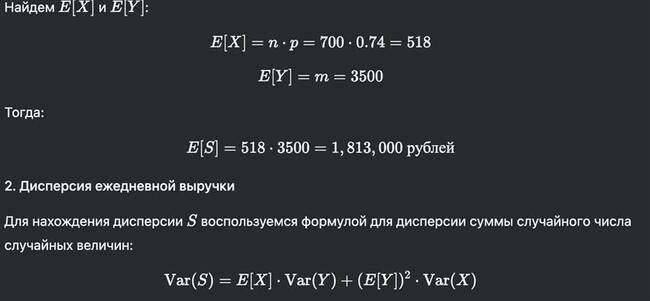 Найдем E[X] и E[Y]:
E[X] = n · p = 700 · 0.74 = 518
E[Y] = m = 3500
Тогда:
E[S] = 518 · 3500 = 1,813,000 рублей
2. Дисперсия ежедневной выручки
Для нахождения дисперсии S воспользуемся формулой для дисперсии суммы случайного числа
случайных величин:
Var(S) = E[X] · Var(Y) + (E[Y])² · Var(X)